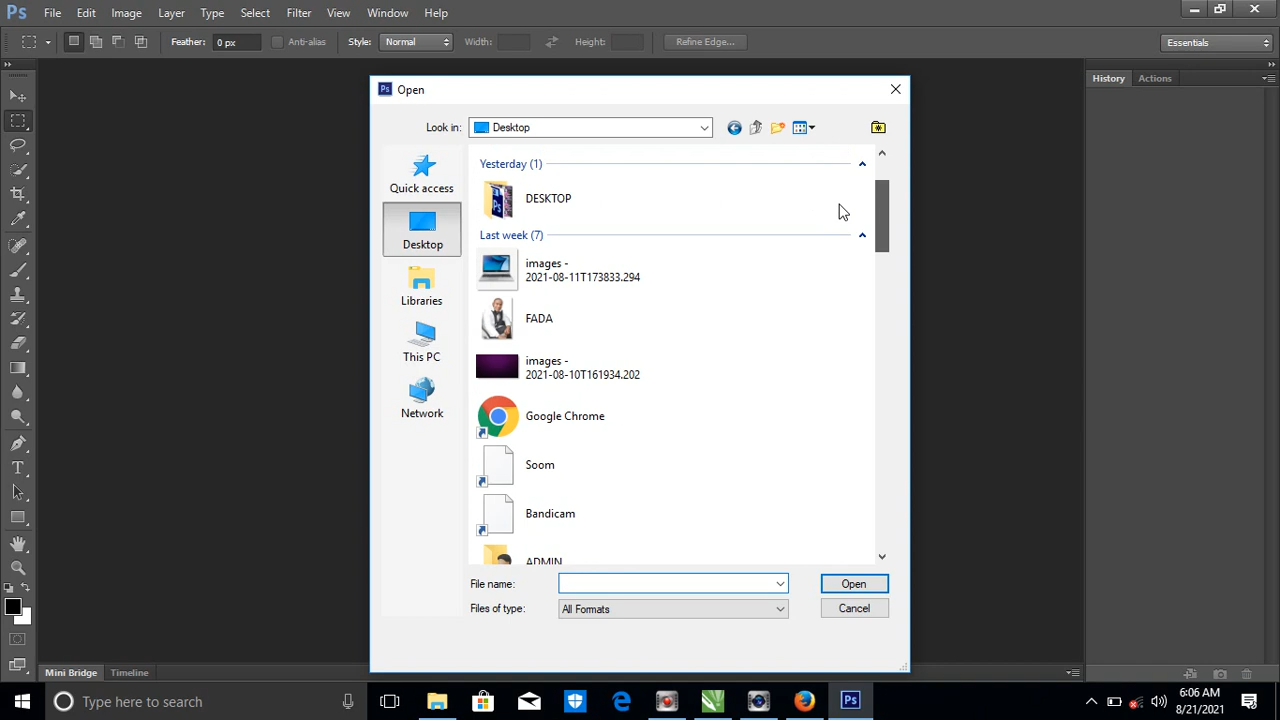 Ps File Edit Image Layer Type Select Filter View Window Help
Feather: 0 px Anti-alias Style: Normal Width: Height: Refine Edge... Essentials
Ps Open
History Actions
Look in: Desktop
Yesterday (1)
Quick access
Ps DESKTOP
Desktop
Last week (7)
images -
2021-08-11T173833.294
Libraries
FADA
This PC
images -
2021-08-10T161934.202
Network
Google Chrome
T
Soom
Bandicam
ADMIN
File name: Open
Files of type: All Formats Cancel
Mini Bridge Timeline
Type here to search
Ps
6:06 AM
8/21/2021